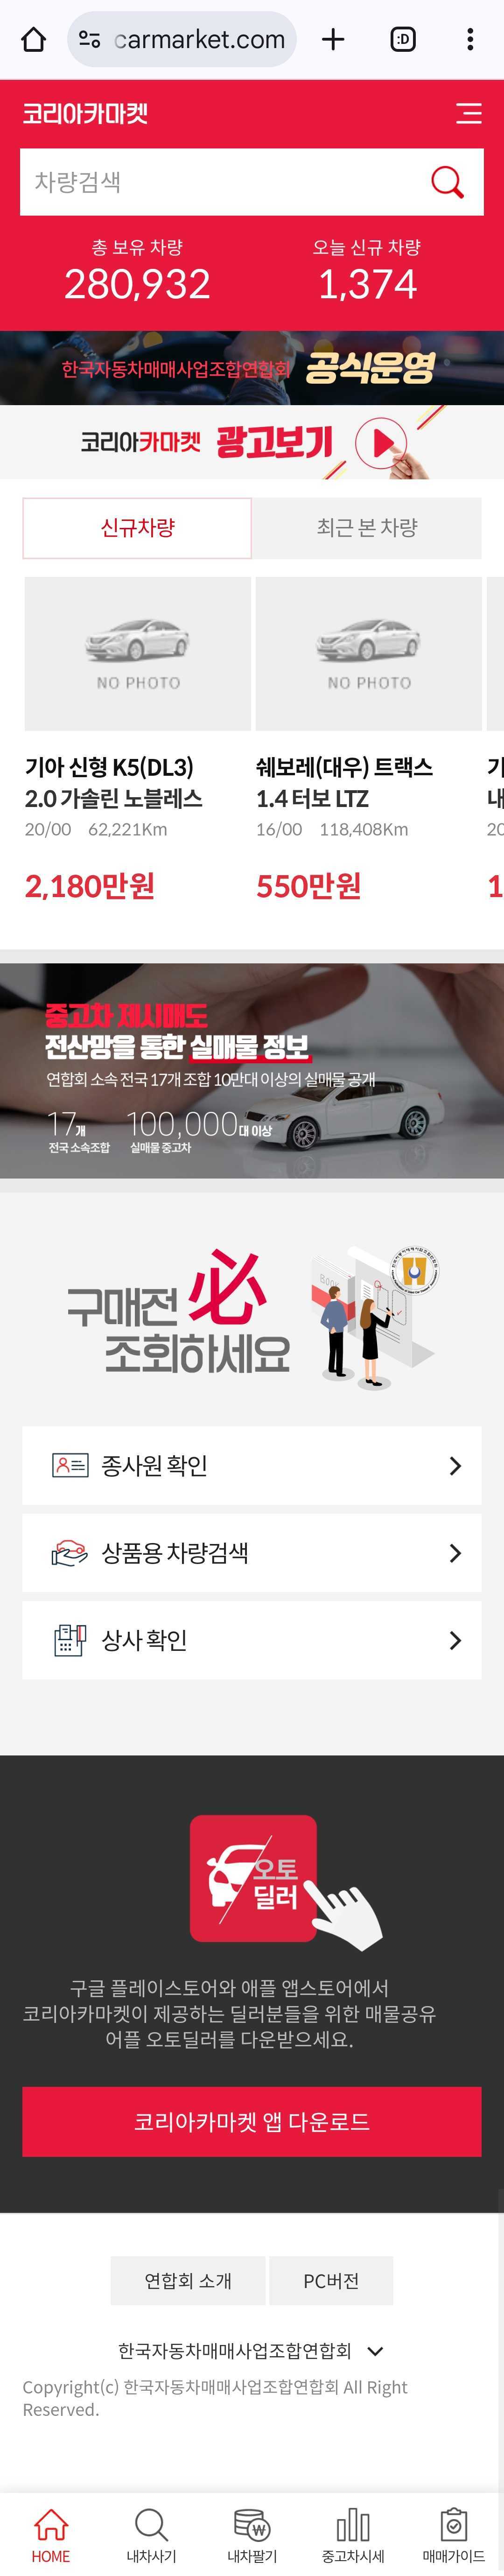 carmarket.com
:D
코리아카마켓
차량검색
총 보유 차량
280,932
오늘 신규 차량
1,374
한국자동차매매사업조합연합회 공식운영
코리아카마켓 광고보기
신규차량
최근 본 차량
NO PHOTO
NO PHOTO
기아 신형 K5(DL3)
2.0 가솔린 노블레스
20/00 62,221Km
2,180만원
쉐보레(대우) 트랙스
1.4 터보 LTZ
16/00 118,408Km
550만원
기
내
20
1
중고차 제시매도
전산망을 통한 실매물 정보
연합회 소속 전국 17개 조합 10만대 이상의 실매물 공개
17개
전국 소속조합
100,000대 이상
실매물 중고차
구매전 必
조회하세요
종사원 확인
상품용 차량검색
상사 확인
오토
딜러
구글 플레이스토어와 애플 앱스토어에서
코리아카마켓이 제공하는 딜러분들을 위한 매물공유
어플 오토딜러를 다운받으세요.
코리아카마켓 앱 다운로드
연합회 소개
PC버전
한국자동차매매사업조합연합회
Copyright(c) 한국자동차매매사업조합연합회 All Right
Reserved.
HOME
내차사기
내차팔기
중고차시세
매매가이드